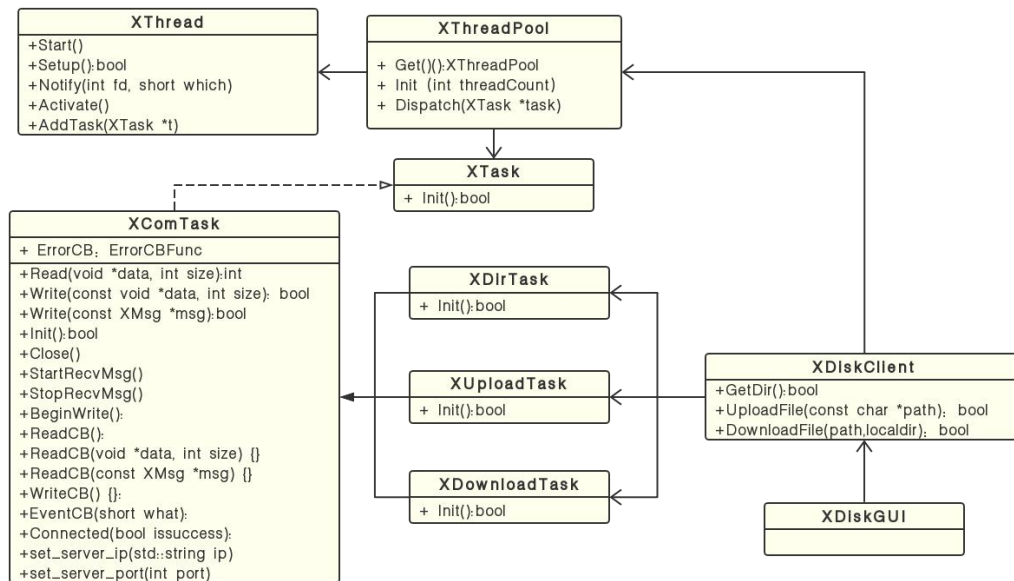 XThread
+Start()
+Setup():bool
+Notify(int fd, short which)
+Activate()
+AddTask(XTask *t)
XThreadPool
+ Get()():XThreadPool
+ Init (int threadCount)
+ Dispatch(XTask *task)
XTask
+ Init():bool
XComTask
+ ErrorCB：ErrorCBFunc
+Read(void *data, int size):int
+Write(const void *data, int size)：bool
+Write(const XMsg *msg):bool
+Init():bool
+Close()
+StartRecvMsg()
+StopRecvMsg()
+BeginWrite():
+ReadCB():
+ReadCB(void *data, int size) {}
+ReadCB(const XMsg *msg) {}
+WriteCB() {}:
+EventCB(short what):
+Connected(bool issuccess):
+set_server_ip(std::string ip)
+set_server_port(int port)
XDirTask
+ Init():bool
XUploadTask
+ Init():bool
XDownloadTask
+ Init():bool
XDiskClient
+GetDir():bool
+UploadFile(const char *path)：bool
+DownloadFile(path,localdir)：bool
XDiskGUI